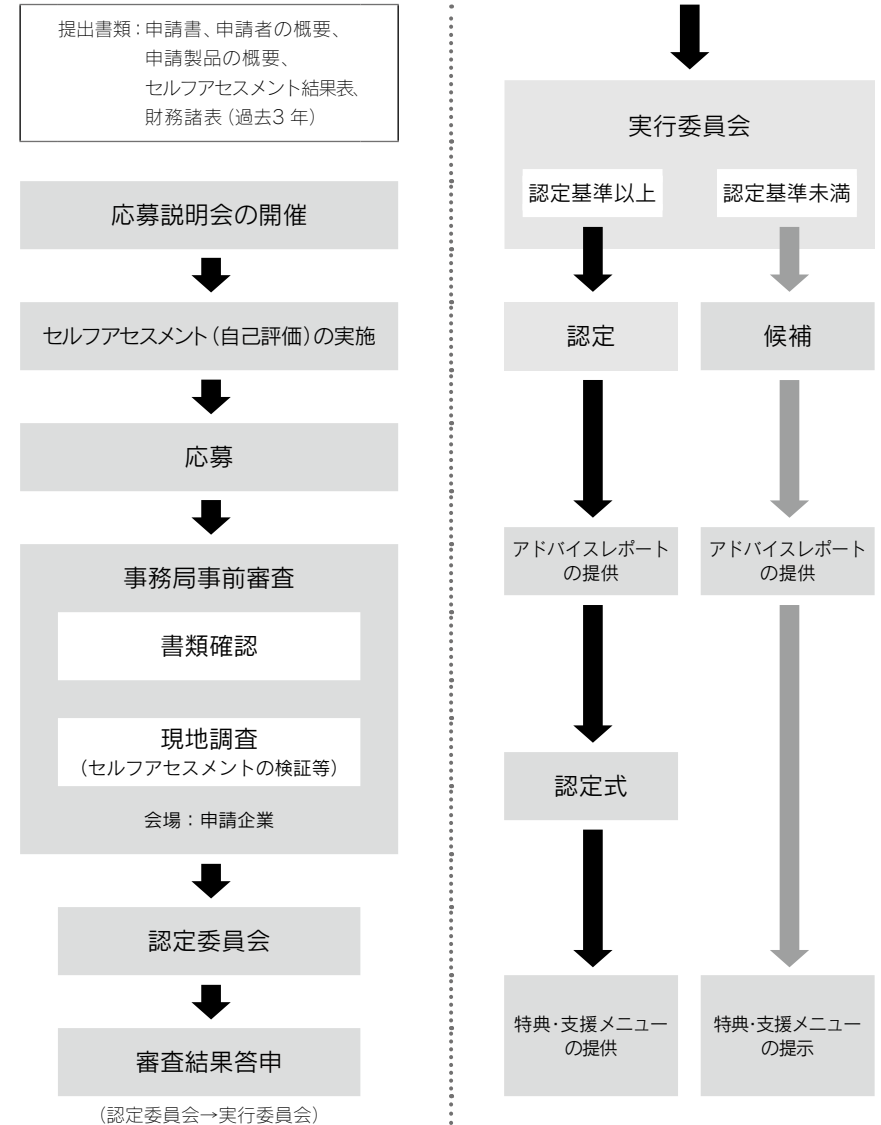 提出書類：申請書、申請者の概要、
申請製品の概要、
セルフアセスメント結果表、
財務諸表（過去3 年）
応募説明会の開催
セルフアセスメント（自己評価）の実施
応募
事務局事前審査
書類確認
現地調査
（セルフアセスメントの検証等）
会場：申請企業
認定委員会
審査結果答申
（認定委員会→実行委員会）
実行委員会
認定基準以上
認定基準未満
認定
候補
アドバイスレポート
の提供
アドバイスレポート
の提供
認定式
特典・支援メニュー
の提供
特典・支援メニュー
の提示